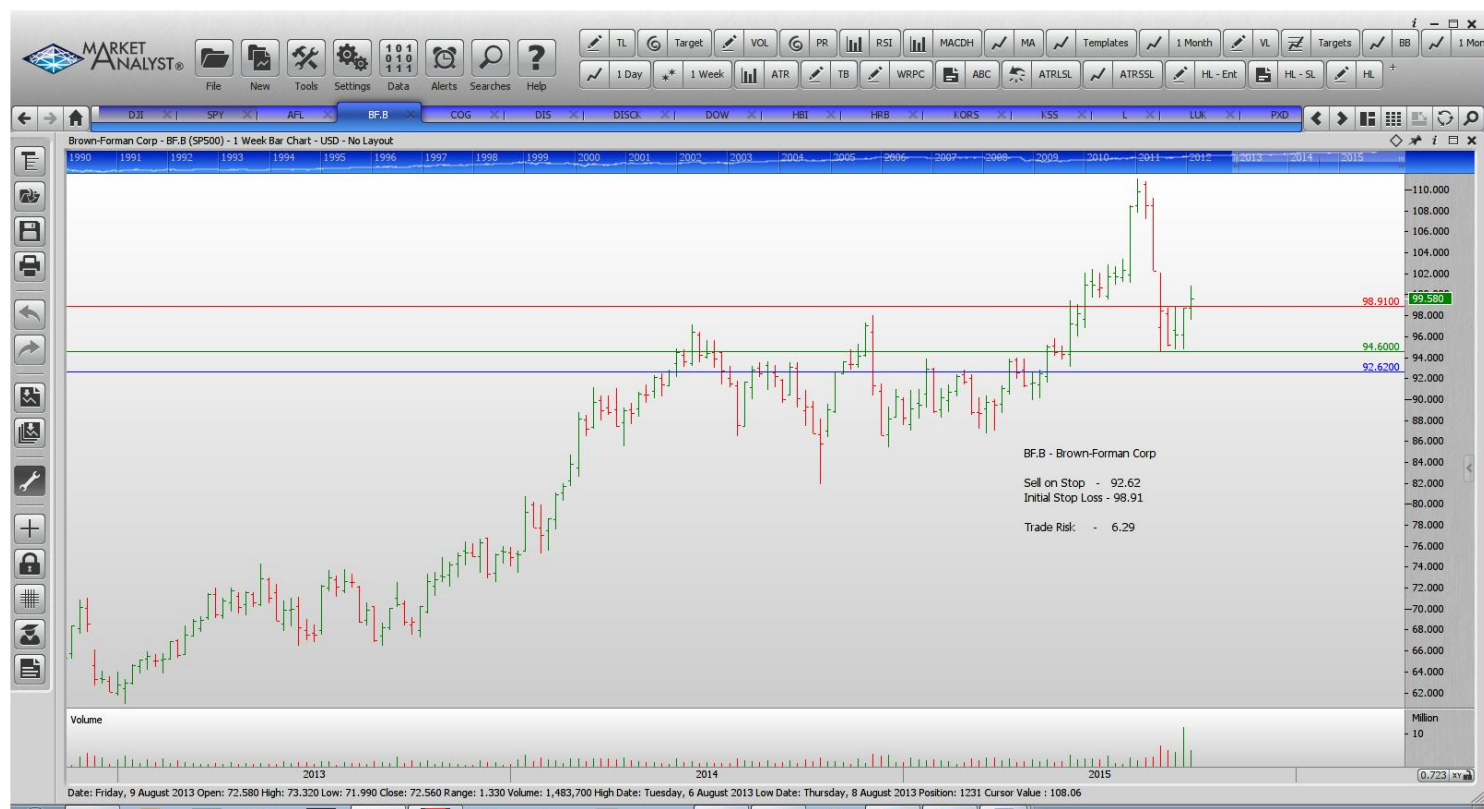 i
MARKET
ANALYST®
File New Tools Settings Data Alerts Searches Help
101
010
111
TL Target VOL PR RSI MACDH MA Templates 1 Month VL Targets BB 1 Mon
1 Day 1 Week ATR TB WRPC ABC ATRLSL ATRSSL HL - Ent HL - SL HL +
DJI SPY AFL BF.B COG DIS DISCK DOW HBI HRB KORS KSS L LUK PXD
Brown-Forman Corp - BF.B (SP500) - 1 Week Bar Chart - USD - No Layout
1990 1991 1992 1993 1994 1995 1996 1997 1998 1999 2000 2001 2002 2003 2004 2005 2006 2007 2008 2009 2010 2011 2012 2013 2014 2015
110.000
108.000
106.000
104.000
102.000
99.580
98.9100
98.000
96.000
94.6000
94.000
92.6200
92.000
90.000
88.000
86.000
84.000
82.000
80.000
78.000
76.000
74.000
72.000
70.000
68.000
66.000
64.000
62.000
BF.B - Brown-Forman Corp
Sell on Stop - 92.62
Initial Stop Loss - 98.91
Trade Risk - 6.29
Volume
Million
10
2013 2014 2015
0.723 XY
Date: Friday, 9 August 2013 Open: 72.580 High: 73.320 Low: 71.990 Close: 72.560 Range: 1.330 Volume: 1,483,700 High Date: Tuesday, 6 August 2013 Low Date: Thursday, 8 August 2013 Position: 1231 Cursor Value : 108.06